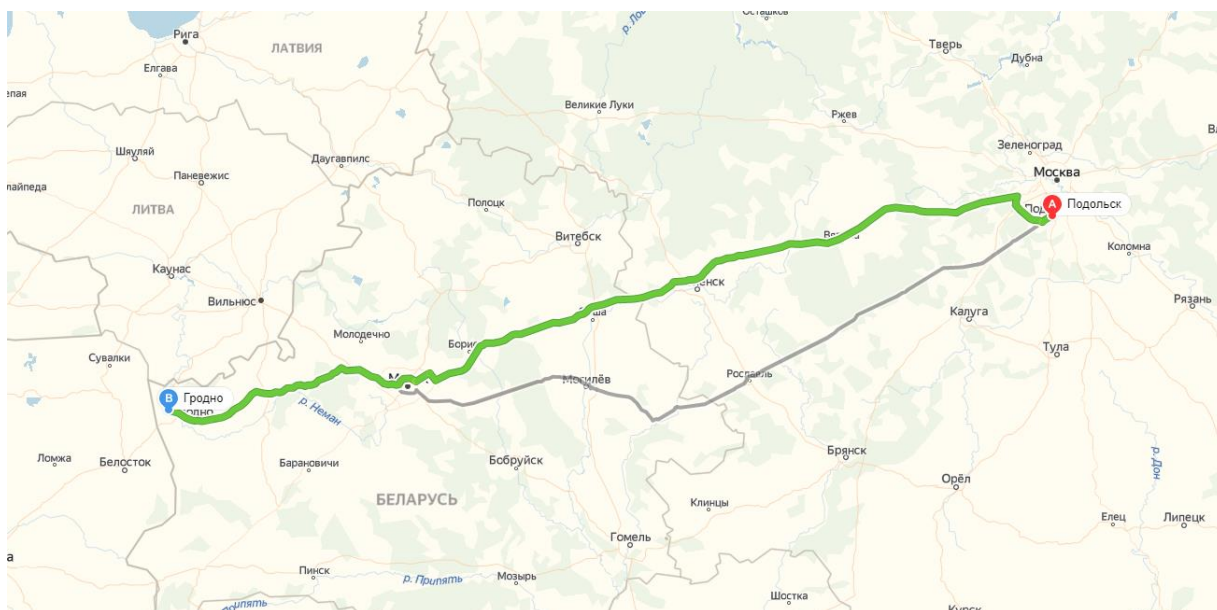 Рига
ЛАТВИЯ
Елгава
Великие Луки
Осташков
Тверь
Дубна
Ржев
Зеленоград
Москва
Шяуляй
Паневежис
Даугавпилс
ЛИТВА
Полоцк
Витебск
Подольск
Коломна
Каунас
Вильнюс
Рязань
Калуга
Молодечно
Тула
Сувалки
Могилёв
Рославль
Гродно
р. Неман
Ломжа
Белосток
Барановичи
Бобруйск
Брянск
р. Дон
БЕЛАРУСЬ
Орёл
Клинцы
Гомель
Елец
Липецк
Пинск
р. Припять
Мозырь
Шостка
Курск
A
B